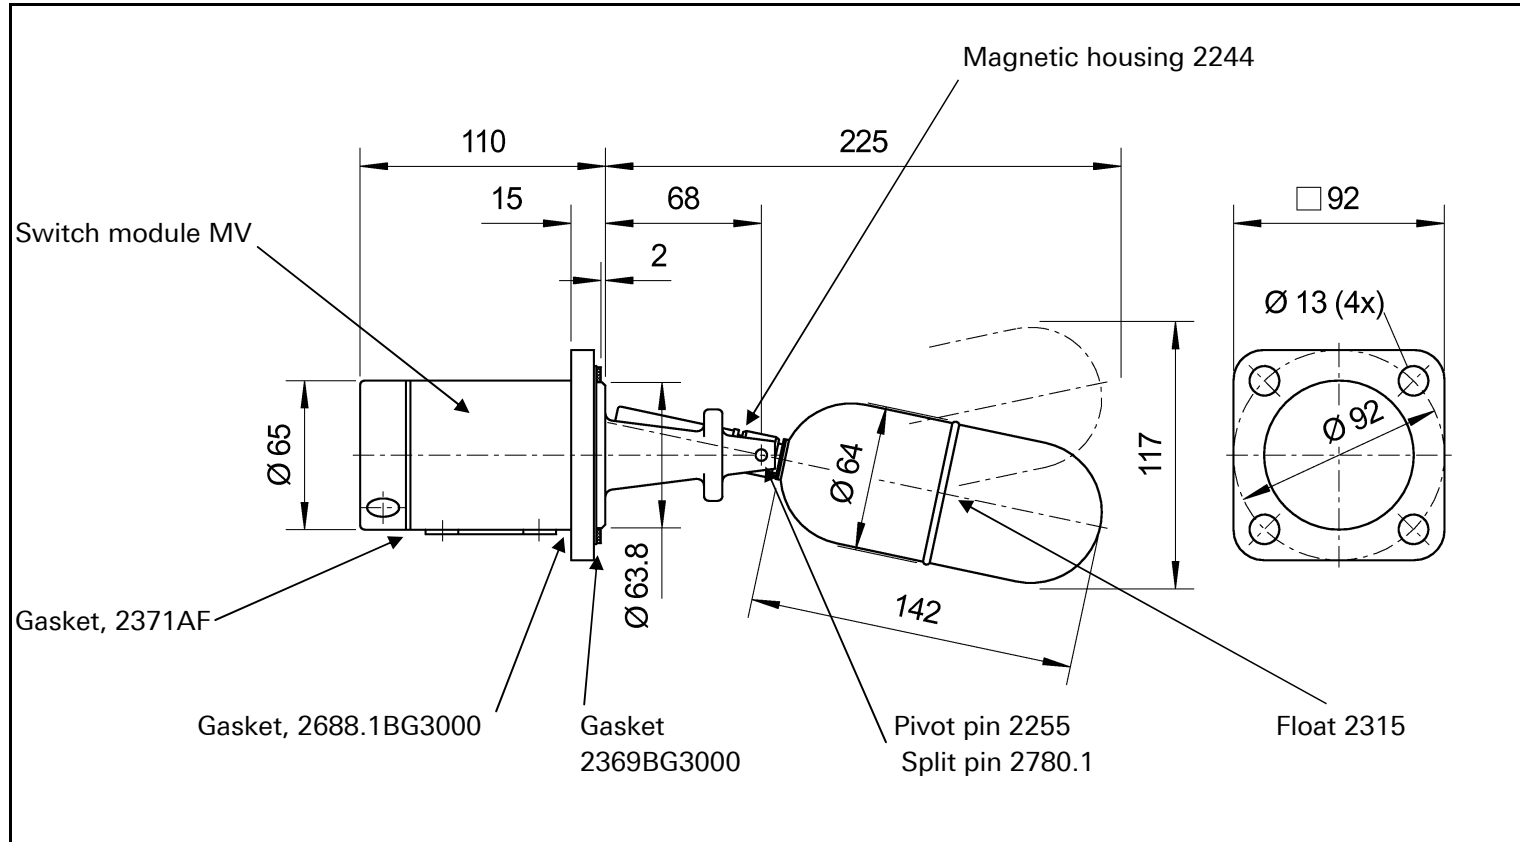 Magnetic housing 2244
110
225
15
68
□ 92
Switch module MV
2
Ø 13 (4x)
Ø 65
Ø 64
Ø 92
117
Ø 63.8
142
Gasket, 2371AF
Gasket, 2688.1BG3000
Gasket
2369BG3000
Pivot pin 2255
Split pin 2780.1
Float 2315